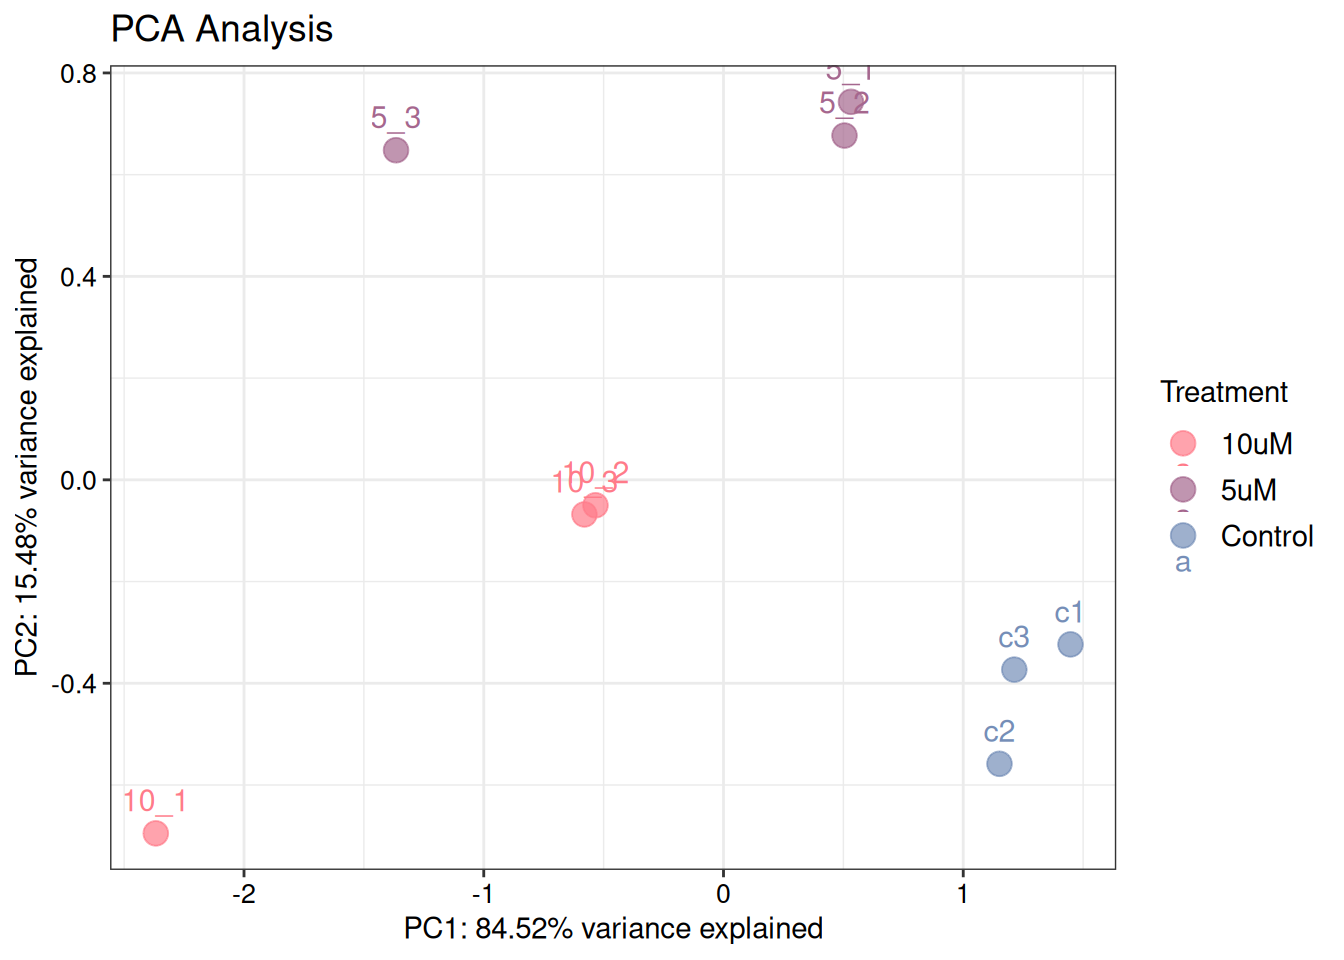 PCA Analysis
0.8
0.4
0.0
-0.4
PC2: 15.48% variance explained
5_1
5_2
5_3
10_2
10_3
c1
c3
c2
10_1
-2
-1
0
1
PC1: 84.52% variance explained
Treatment
10uM
5uM
Control
a